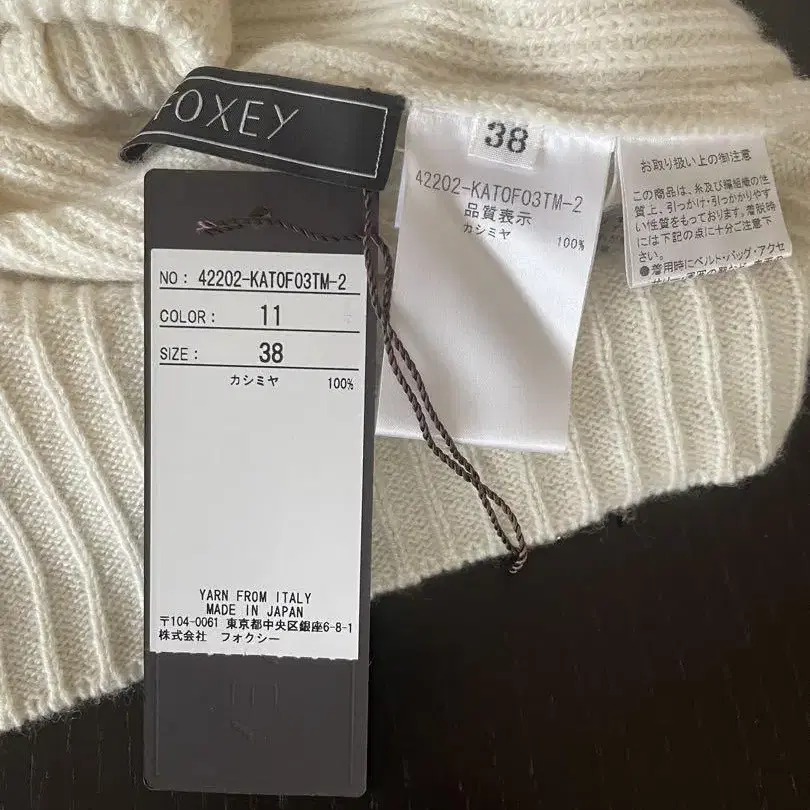 FOXEY
38
42202-KATOF03TM-2
品質表示
カシミヤ 100%
お取り扱い上の御注意
この商品は、糸及び編組織の性
質上、引っかけ・引っかかりやす
い性質をもっております。着脱時
には下記の点に十分ご注意下
さい。
●着用時にベルト・バッグ・アクセ
NO: 42202-KATOF03TM-2
COLOR: 11
SIZE: 38
カシミヤ 100%
YARN FROM ITALY
MADE IN JAPAN
〒104-0061 東京都中央区銀座6-8-1
株式会社 フォクシー